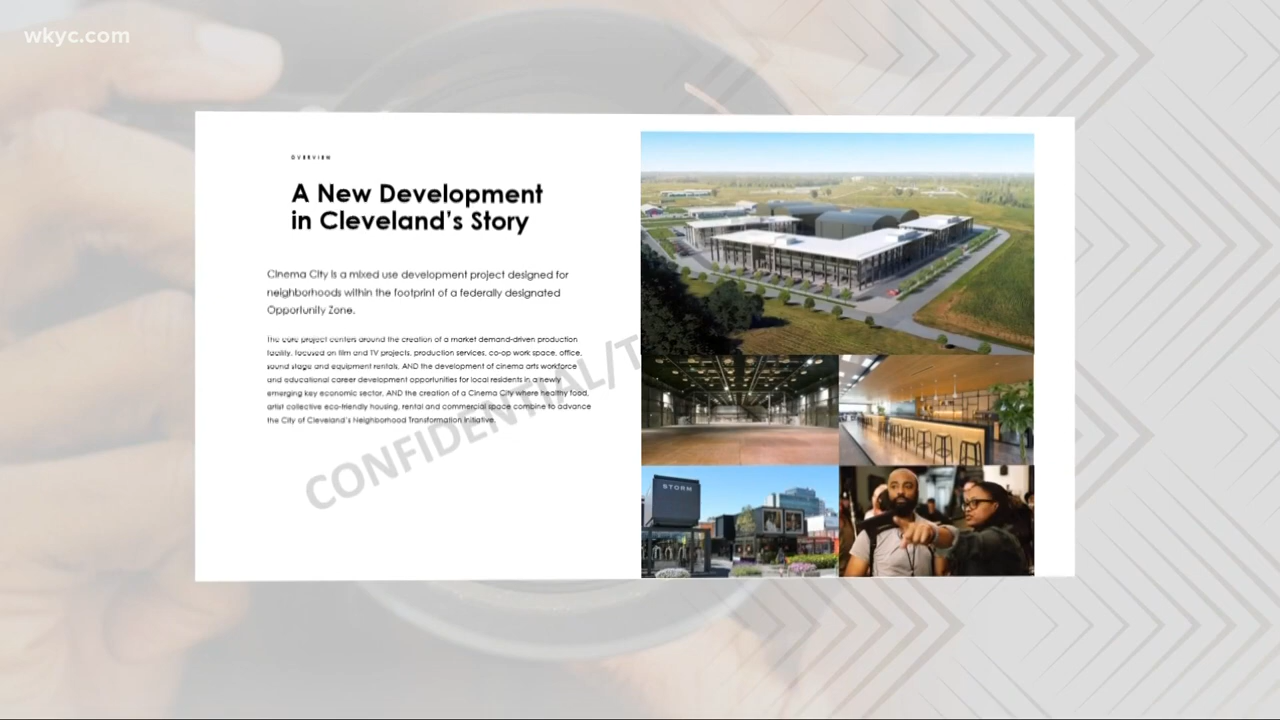 wkyc.com
OVERVIEW
A New Development
in Cleveland's Story
Cinema City is a mixed use development project designed for
neighborhoods within the footprint of a federally designated
Opportunity Zone.
The core project centers around the creation of a market demand-driven production
facility, focused on film and TV projects, production services, co-op work space, office,
sound stage and equipment rentals, AND the development of cinema arts workforce
and educational career development opportunities for local residents in a newly
emerging key economic sector, AND the creation of a Cinema City where healthy food,
artist collective eco-friendly housing, rental and commercial space combine to advance
the City of Cleveland's Neighborhood Transformation Initiative.
CONFIDENTIAL/T
STORM